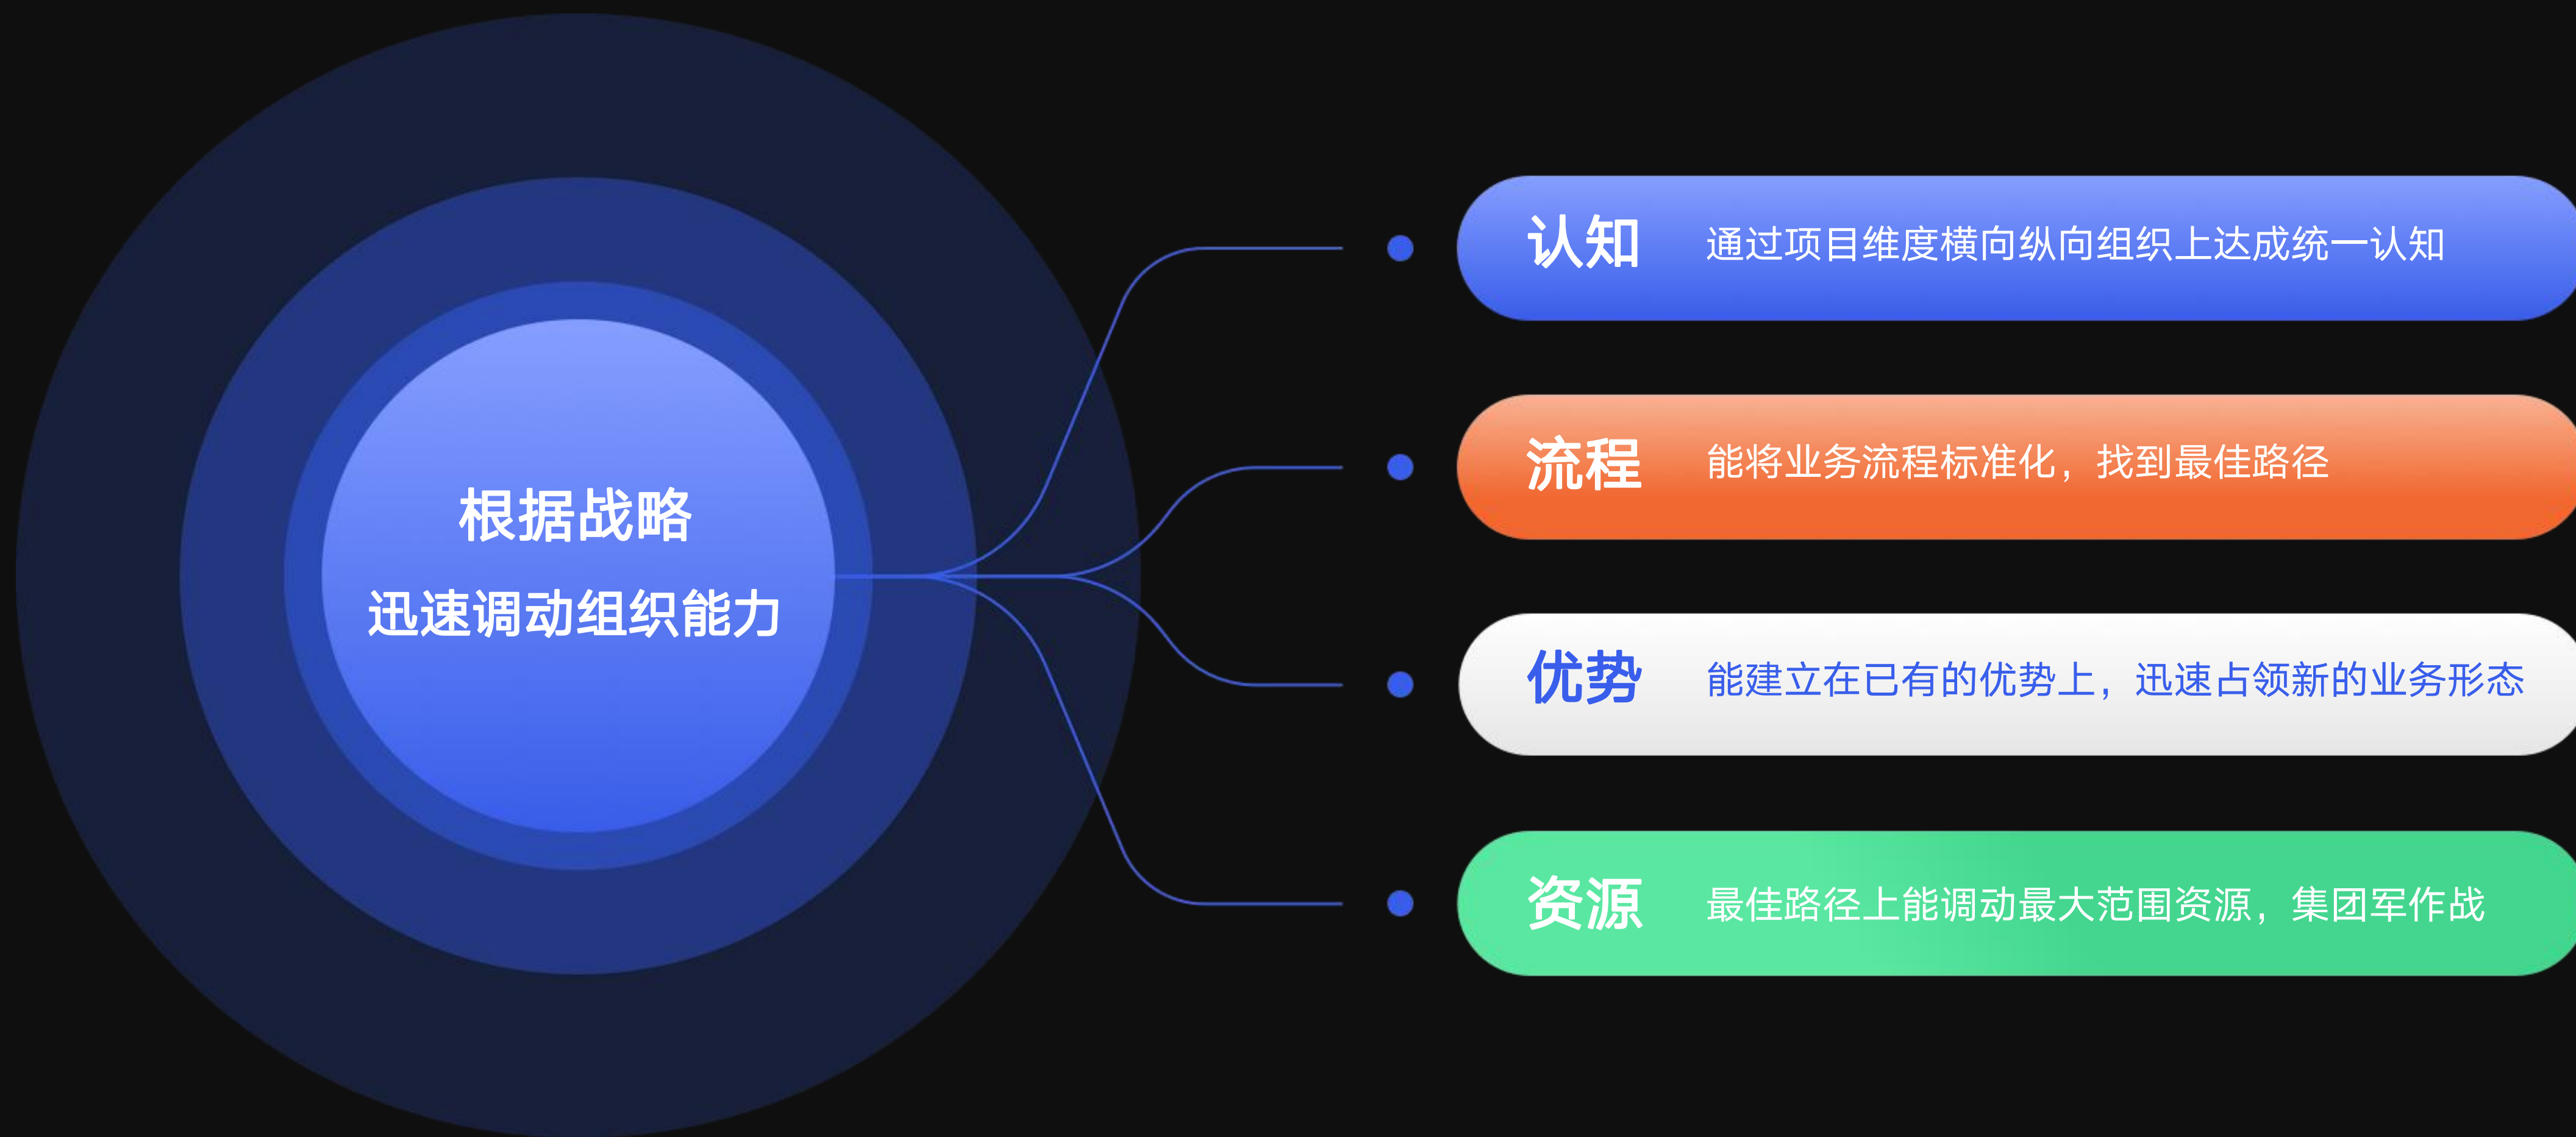 根据战略
迅速调动组织能力
认知 通过项目维度横向纵向组织上达成统一认知
流程 能将业务流程标准化，找到最佳路径
优势 能建立在已有的优势上，迅速占领新的业务形态
资源 最佳路径上能调动最大范围资源，集团军作战